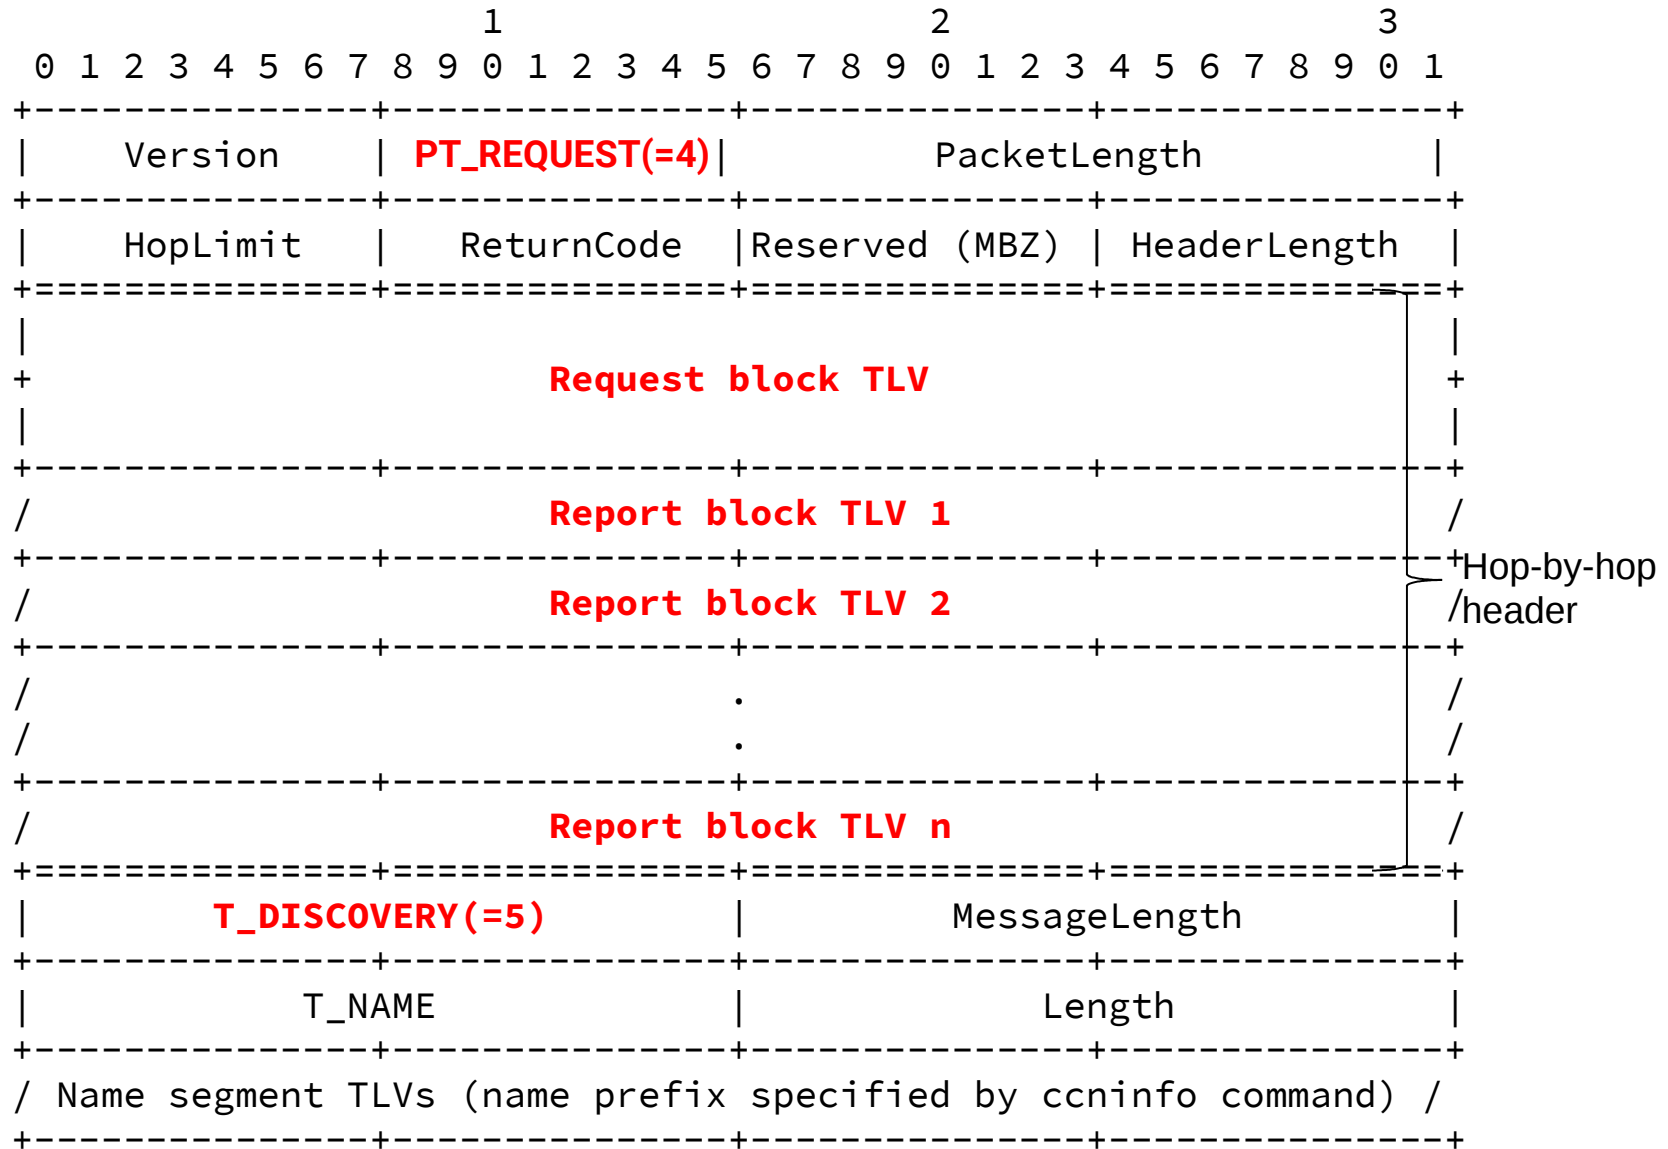 1                   2                   3
 0 1 2 3 4 5 6 7 8 9 0 1 2 3 4 5 6 7 8 9 0 1 2 3 4 5 6 7 8 9 0 1
+---------------+---------------+---------------+---------------+
|    Version    | PT_REQUEST(=4)|         PacketLength          |
+---------------+---------------+---------------+---------------+
|    HopLimit   |   ReturnCode  |Reserved (MBZ) | HeaderLength  |
+===============+===============+===============+===============+
|                                                               |
+                       Request block TLV                       +
|                                                               |
+---------------+---------------+---------------+---------------+
/                       Report block TLV 1                      /
+---------------+---------------+---------------+---------------+
Hop-by-hop
/                       Report block TLV 2                      /
header
+---------------+---------------+---------------+---------------+
/                               .                               /
/                               .                               /
+---------------+---------------+---------------+---------------+
/                       Report block TLV n                      /
+===============+===============+===============+===============+
|        T_DISCOVERY(=5)        |         MessageLength         |
+---------------+---------------+---------------+---------------+
|            T_NAME             |             Length            |
+---------------+---------------+---------------+---------------+
/ Name segment TLVs (name prefix specified by ccninfo command) /
+---------------+---------------+---------------+---------------+